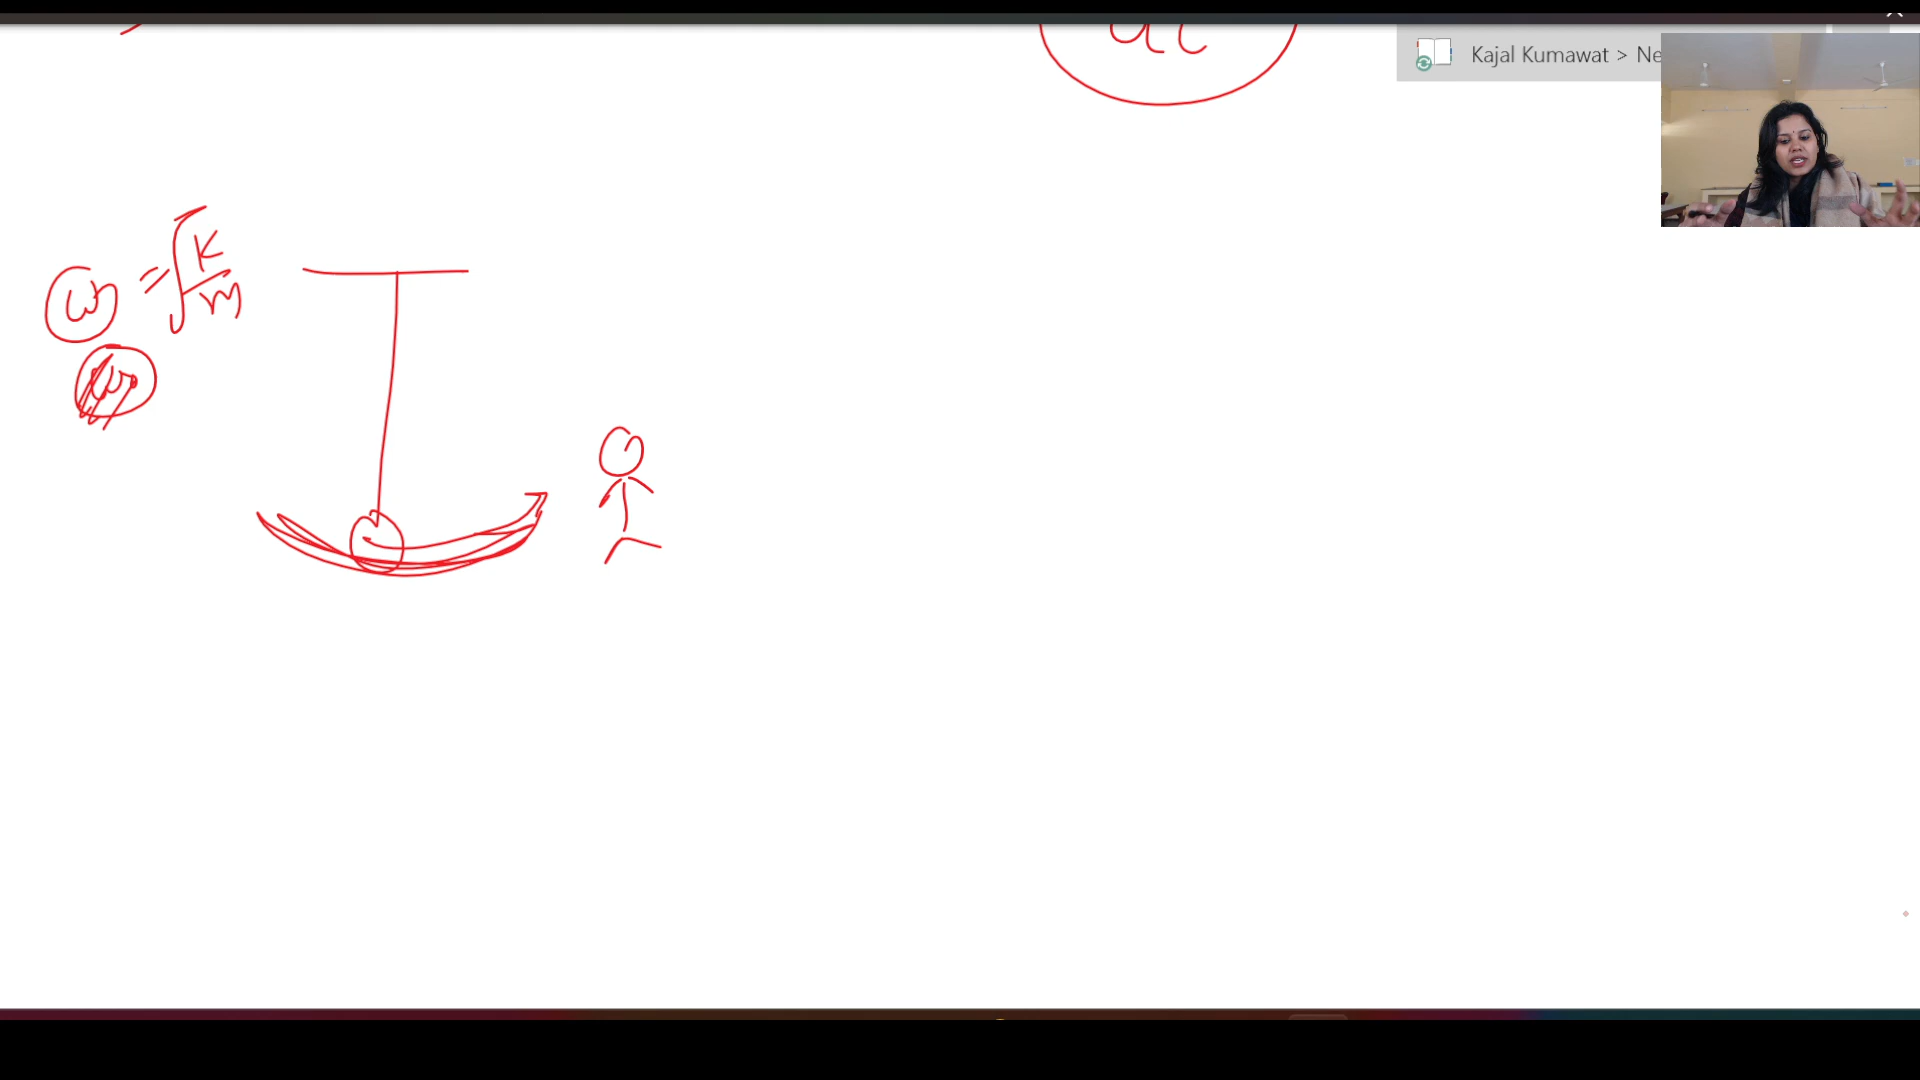 Kajal Kumawat > Ne
ω = √K/m